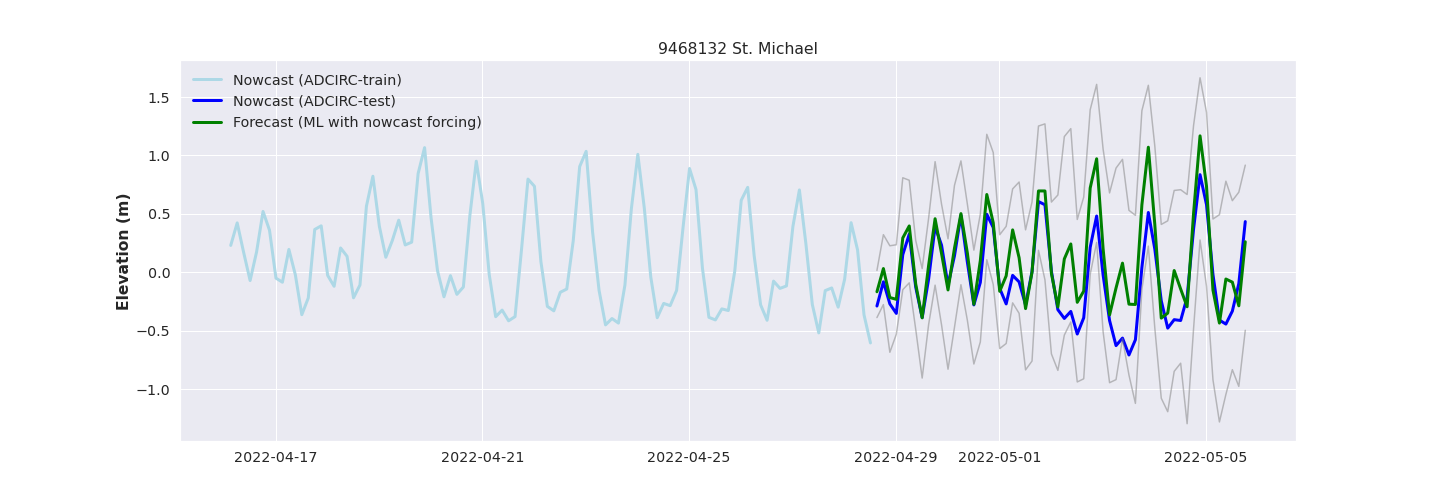 9468132 St. Michael
Nowcast (ADCIRC-train)
Nowcast (ADCIRC-test)
Forecast (ML with nowcast forcing)
Elevation (m)
1.5
1.0
0.5
0.0
−0.5
−1.0
2022-04-17 2022-04-21 2022-04-25 2022-04-29 2022-05-01 2022-05-05